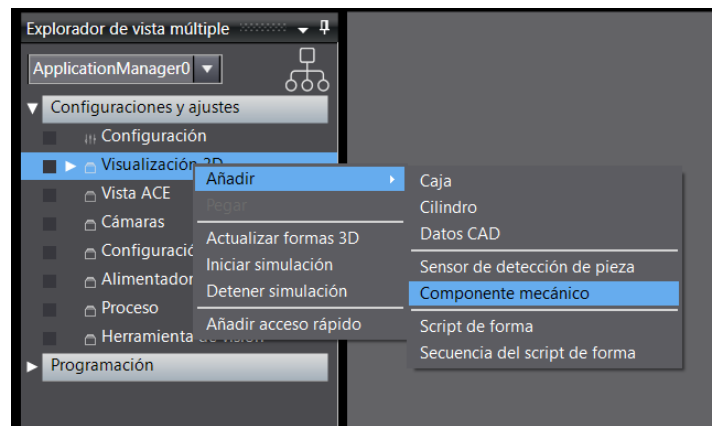 Explorador de vista múltiple
ApplicationManager0
Configuraciones y ajustes
Configuración
Visualización 3D
Vista ACE
Cámaras
Configuració
Alimentador
Proceso
Herramienta de visión
Programación
Añadir
Pegar
Actualizar formas 3D
Iniciar simulación
Detener simulación
Añadir acceso rápido
Caja
Cilindro
Datos CAD
Sensor de detección de pieza
Componente mecánico
Script de forma
Secuencia del script de forma